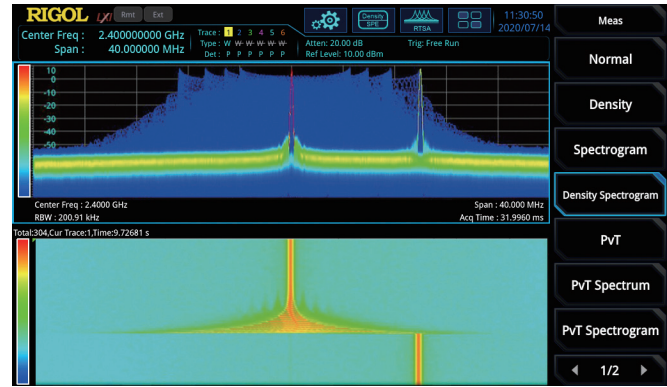 RIGOL LXI Rmt Ext
Density SPE
RTSA
11:30:50
2020/07/14
Center Freq : 2.400000000 GHz
Span : 40.000000 MHz
Trace : 1 2 3 4 5 6
Type : W W W W W W
Det : P P P P P P
Atten: 20.00 dB
Ref Level: 10.00 dBm
Trig: Free Run
10
0
-10
-20
-30
-40
-50
Center Freq : 2.4000 GHz
Span : 40.000 MHz
RBW : 200.91 kHz
Acq Time : 31.9960 ms
Total:304,Cur Trace:1,Time:9.72681 s
Meas
Normal
Density
Spectrogram
Density Spectrogram
PvT
PvT Spectrum
PvT Spectrogram
1/2